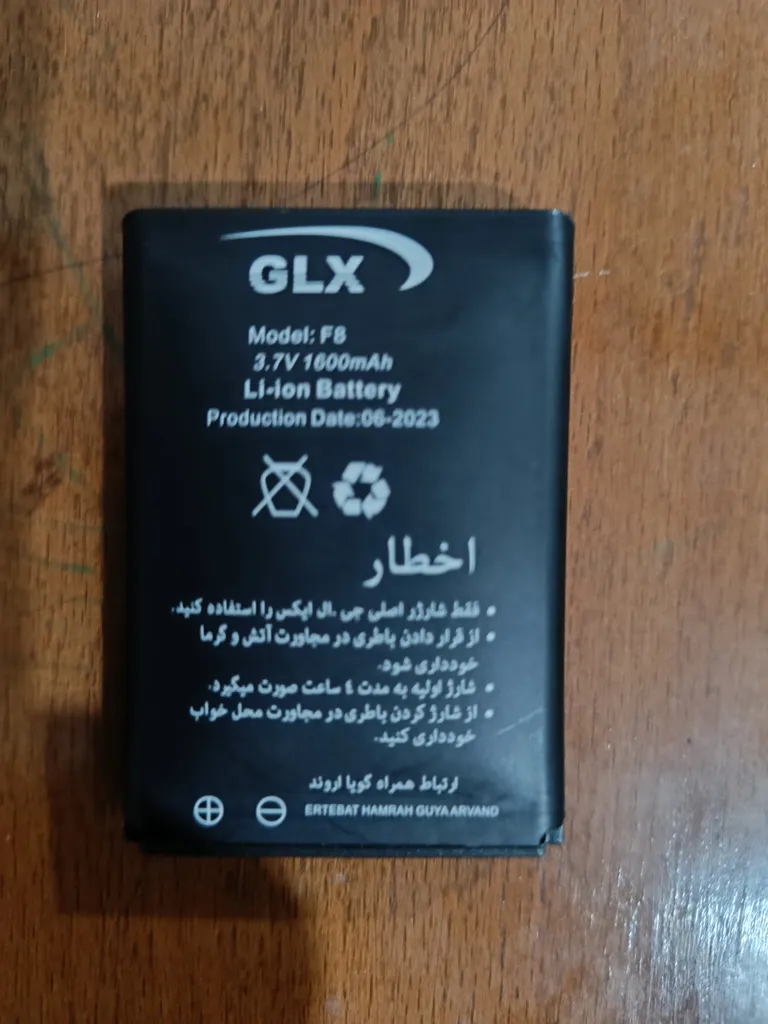 GLX
Model: F8
3.7V 1600mAh
Li-ion Battery
Production Date:06-2023
اخطار
• فقط شارژر اصلی جی .ال ایکس را استفاده کنید.
• از قرار دادن باطری در مجاورت آتش و گرما
خودداری شود.
• شارژ اولیه به مدت ٤ ساعت صورت میگیرد.
• از شارژ کردن باطری در مجاورت محل خواب
خودداری کنید.
ارتباط همراه گویا اروند
ERTEBAT HAMRAH GUYA ARVAND